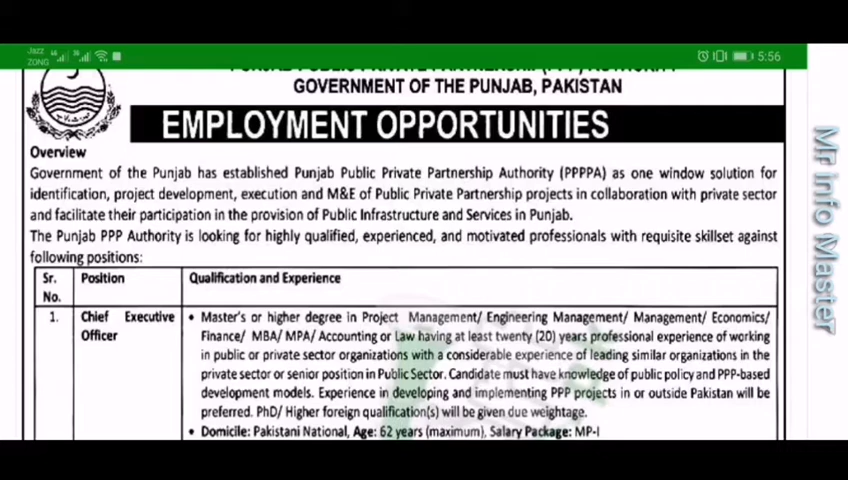 Jazz
ZONG
5:56
GOVERNMENT OF THE PUNJAB, PAKISTAN
EMPLOYMENT OPPORTUNITIES
Overview
Government of the Punjab has established Punjab Public Private Partnership Authority (PPPPA) as one window solution for
identification, project development, execution and M&E of Public Private Partnership projects in collaboration with private sector
and facilitate their participation in the provision of Public Infrastructure and Services in Punjab.
The Punjab PPP Authority is looking for highly qualified, experienced, and motivated professionals with requisite skillset against
following positions:
Sr. No. Position Qualification and Experience
1. Chief Executive Officer
• Master's or higher degree in Project Management/ Engineering Management/ Management/ Economics/
Finance/ MBA/ MPA/ Accounting or Law having at least twenty (20) years professional experience of working
in public or private sector organizations with a considerable experience of leading similar organizations in the
private sector or senior position in Public Sector. Candidate must have knowledge of public policy and PPP-based
development models. Experience in developing and implementing PPP projects in or outside Pakistan will be
preferred. PhD/ Higher foreign qualification(s) will be given due weightage.
• Domicile: Pakistani National, Age: 62 years (maximum), Salary Package: MP-I
Mr Info Master